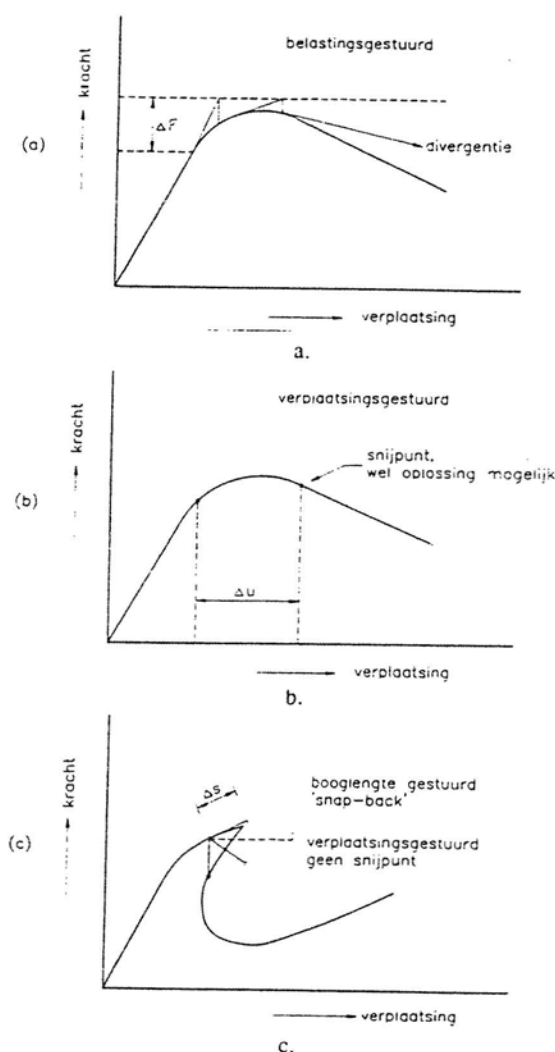 belastingsgestuurd
kracht
ΔF
(a)
divergentie
verplaatsing
a.
verplaatsingsgestuurd
kracht
snijpunt,
wel oplossing mogelijk
(b)
ΔU
verplaatsing
b.
kracht
ΔS
booglengte gestuurd
'snap-back'
(c)
verplaatsingsgestuurd
geen snijpunt
verplaatsing
c.